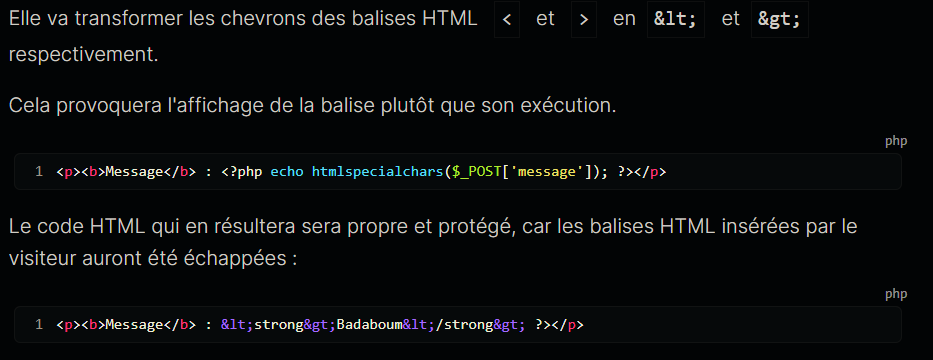 Elle va transformer les chevrons des balises HTML < et > en &lt; et &gt;
respectivement.
Cela provoquera l'affichage de la balise plutôt que son exécution.
php
1 <p><b>Message</b> : <?php echo htmlspecialchars($_POST['message']); ?></p>
Le code HTML qui en résultera sera propre et protégé, car les balises HTML insérées par le
visiteur auront été échappées :
php
1 <p><b>Message</b> : &lt;strong&gt;Badaboum&lt;/strong&gt; ?></p>